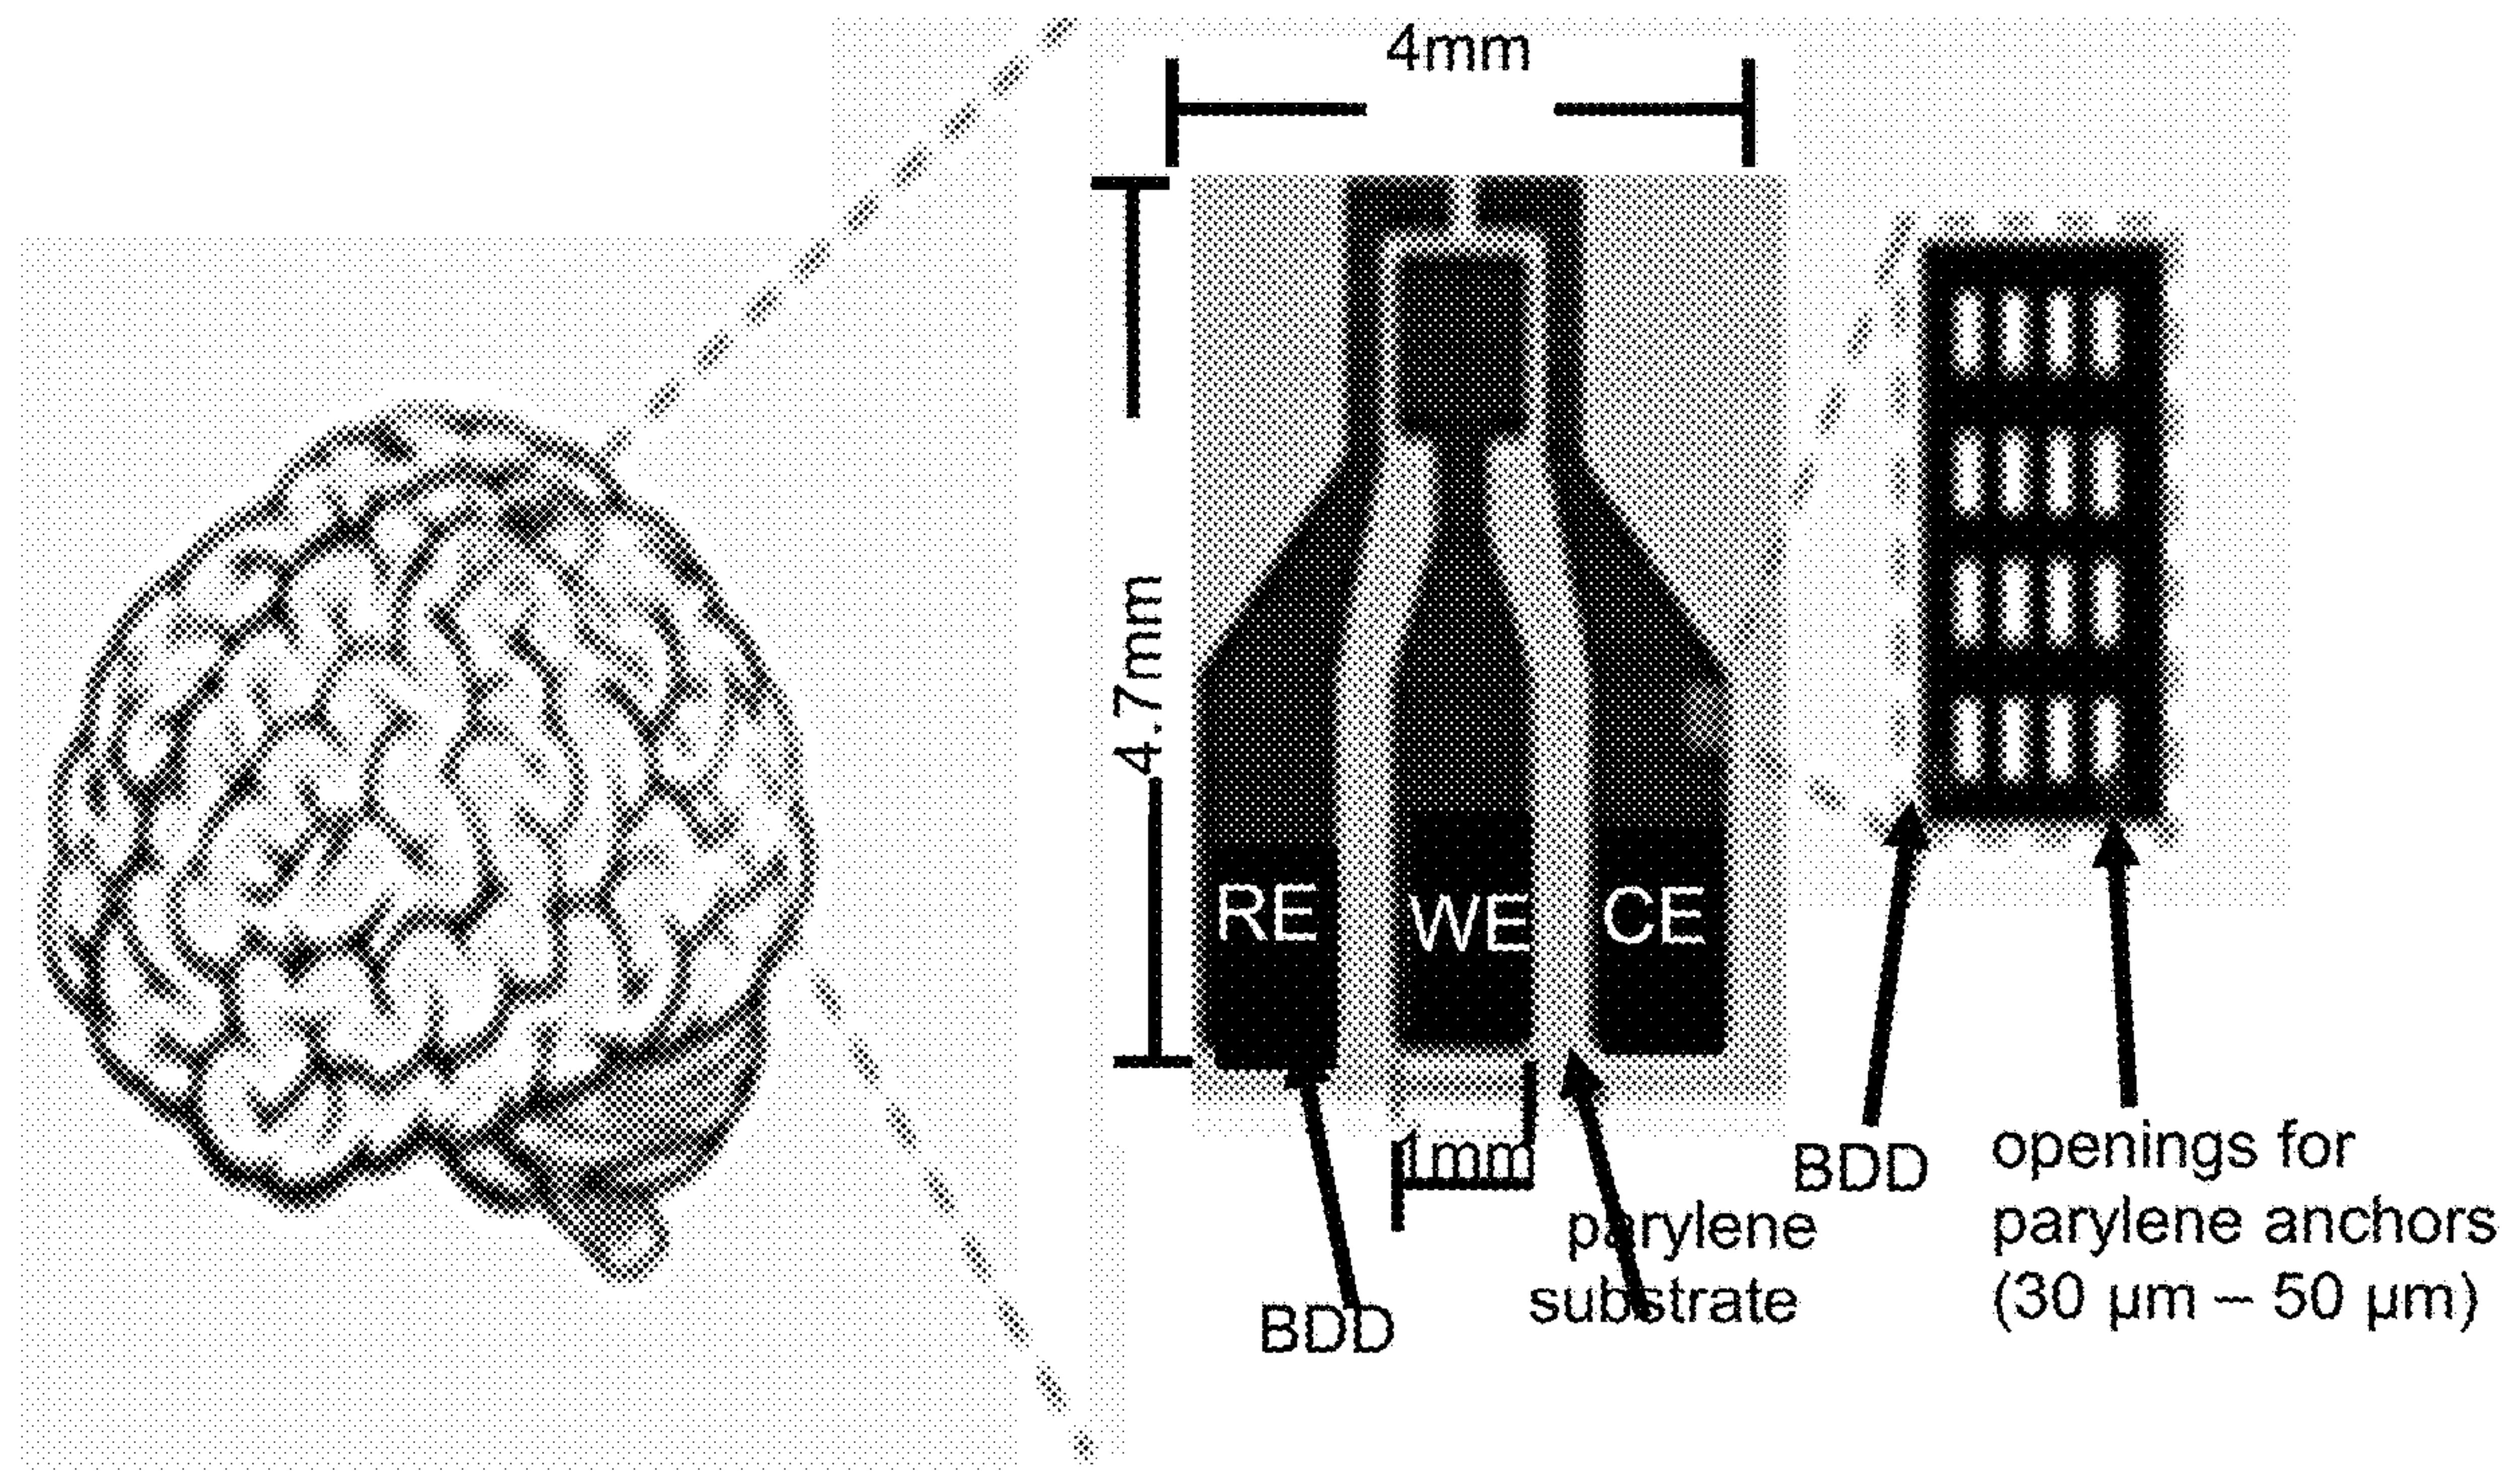 4mm
4.7mm
RE
WE
CE
1mm
BDD
parylene
substrate
BDD
openings for
parylene anchors
(30 µm – 50 µm)